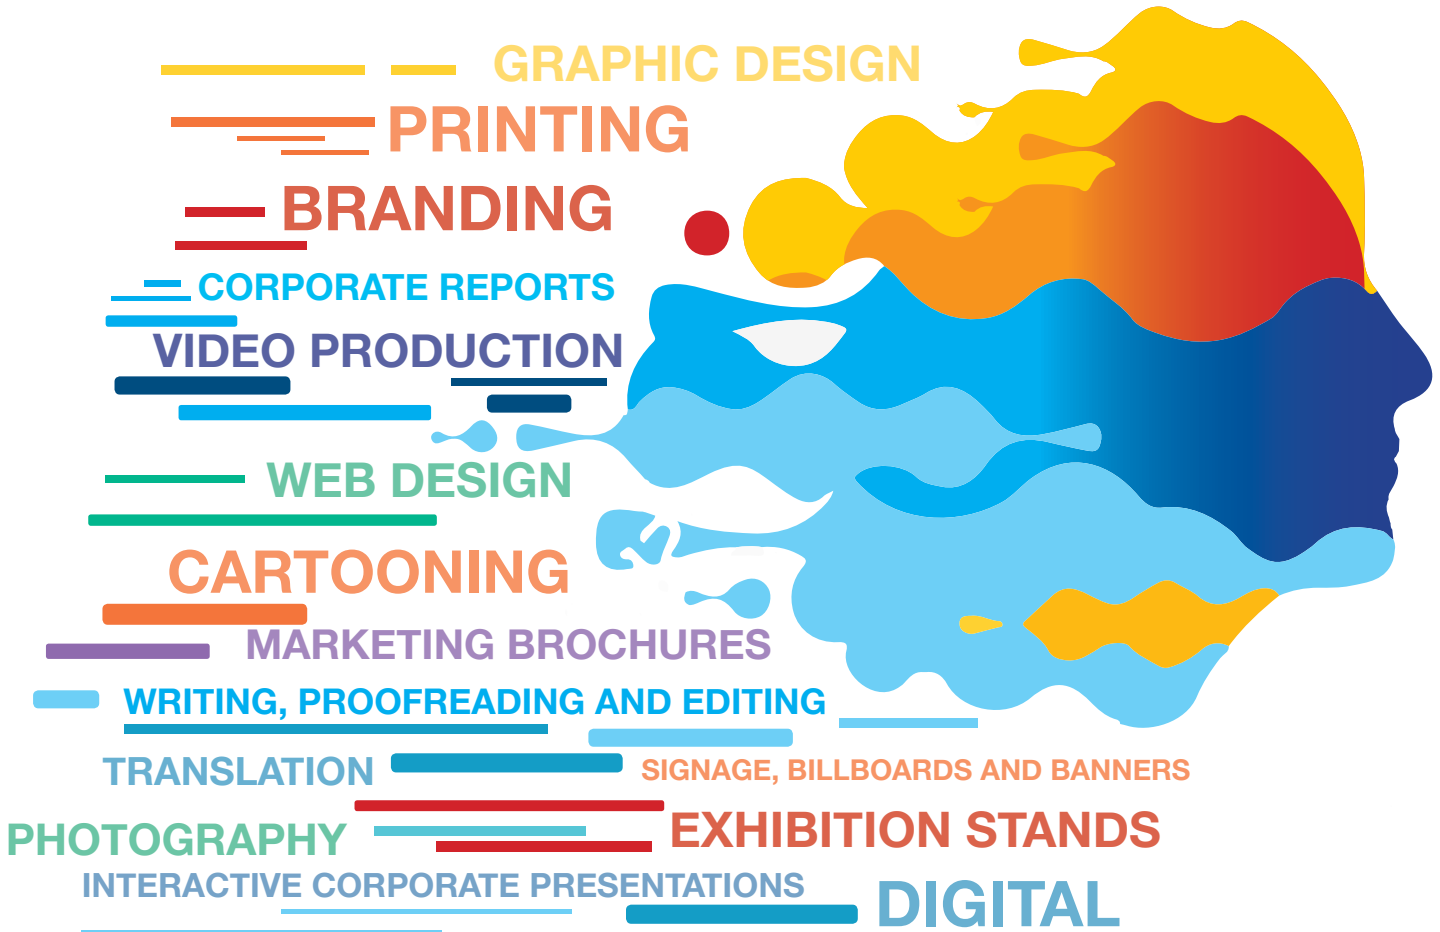 GRAPHIC DESIGN
PRINTING
BRANDING
CORPORATE REPORTS
VIDEO PRODUCTION
WEB DESIGN
CARTOONING
MARKETING BROCHURES
WRITING, PROOFREADING AND EDITING
TRANSLATION
SIGNAGE, BILLBOARDS AND BANNERS
PHOTOGRAPHY
EXHIBITION STANDS
INTERACTIVE CORPORATE PRESENTATIONS
DIGITAL